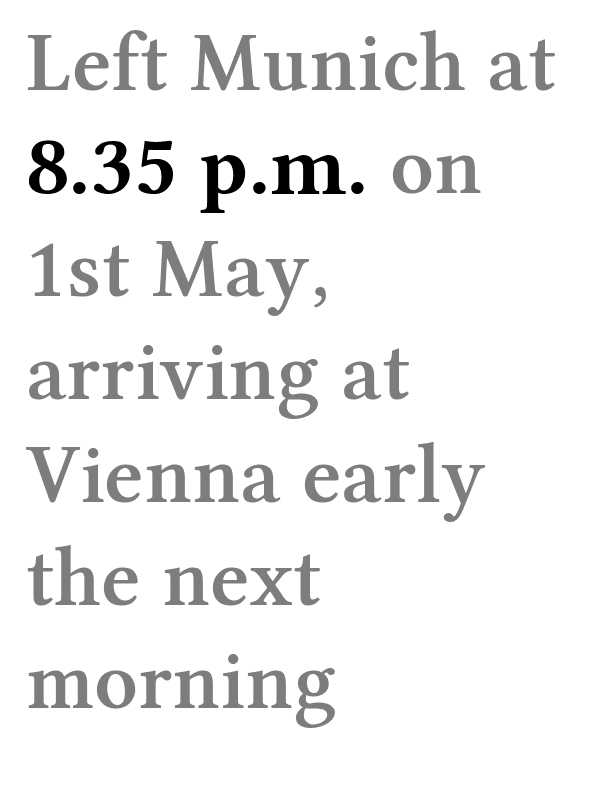 Left Munich at
8.35 p.m. on
1st May,
arriving at
Vienna early
the next
morning